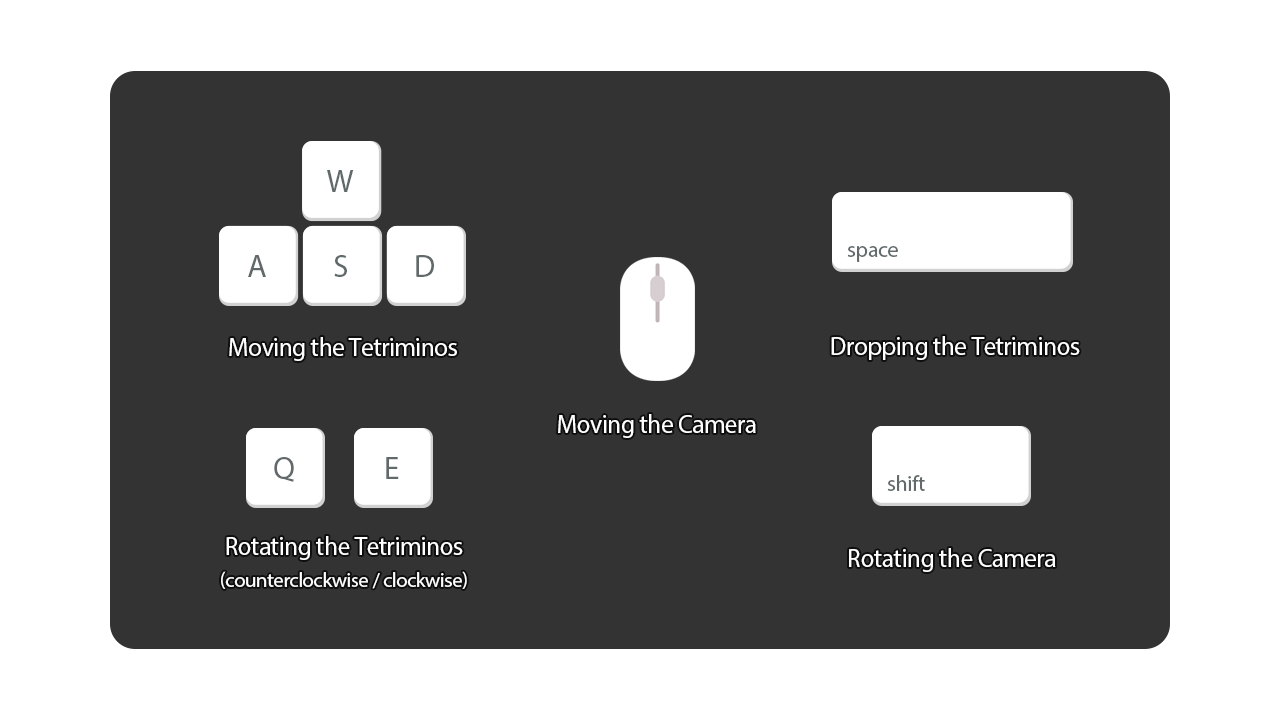 W
A S D
Moving the Tetriminos
Q E
Rotating the Tetriminos
(counterclockwise / clockwise)
Moving the Camera
space
Dropping the Tetriminos
shift
Rotating the Camera